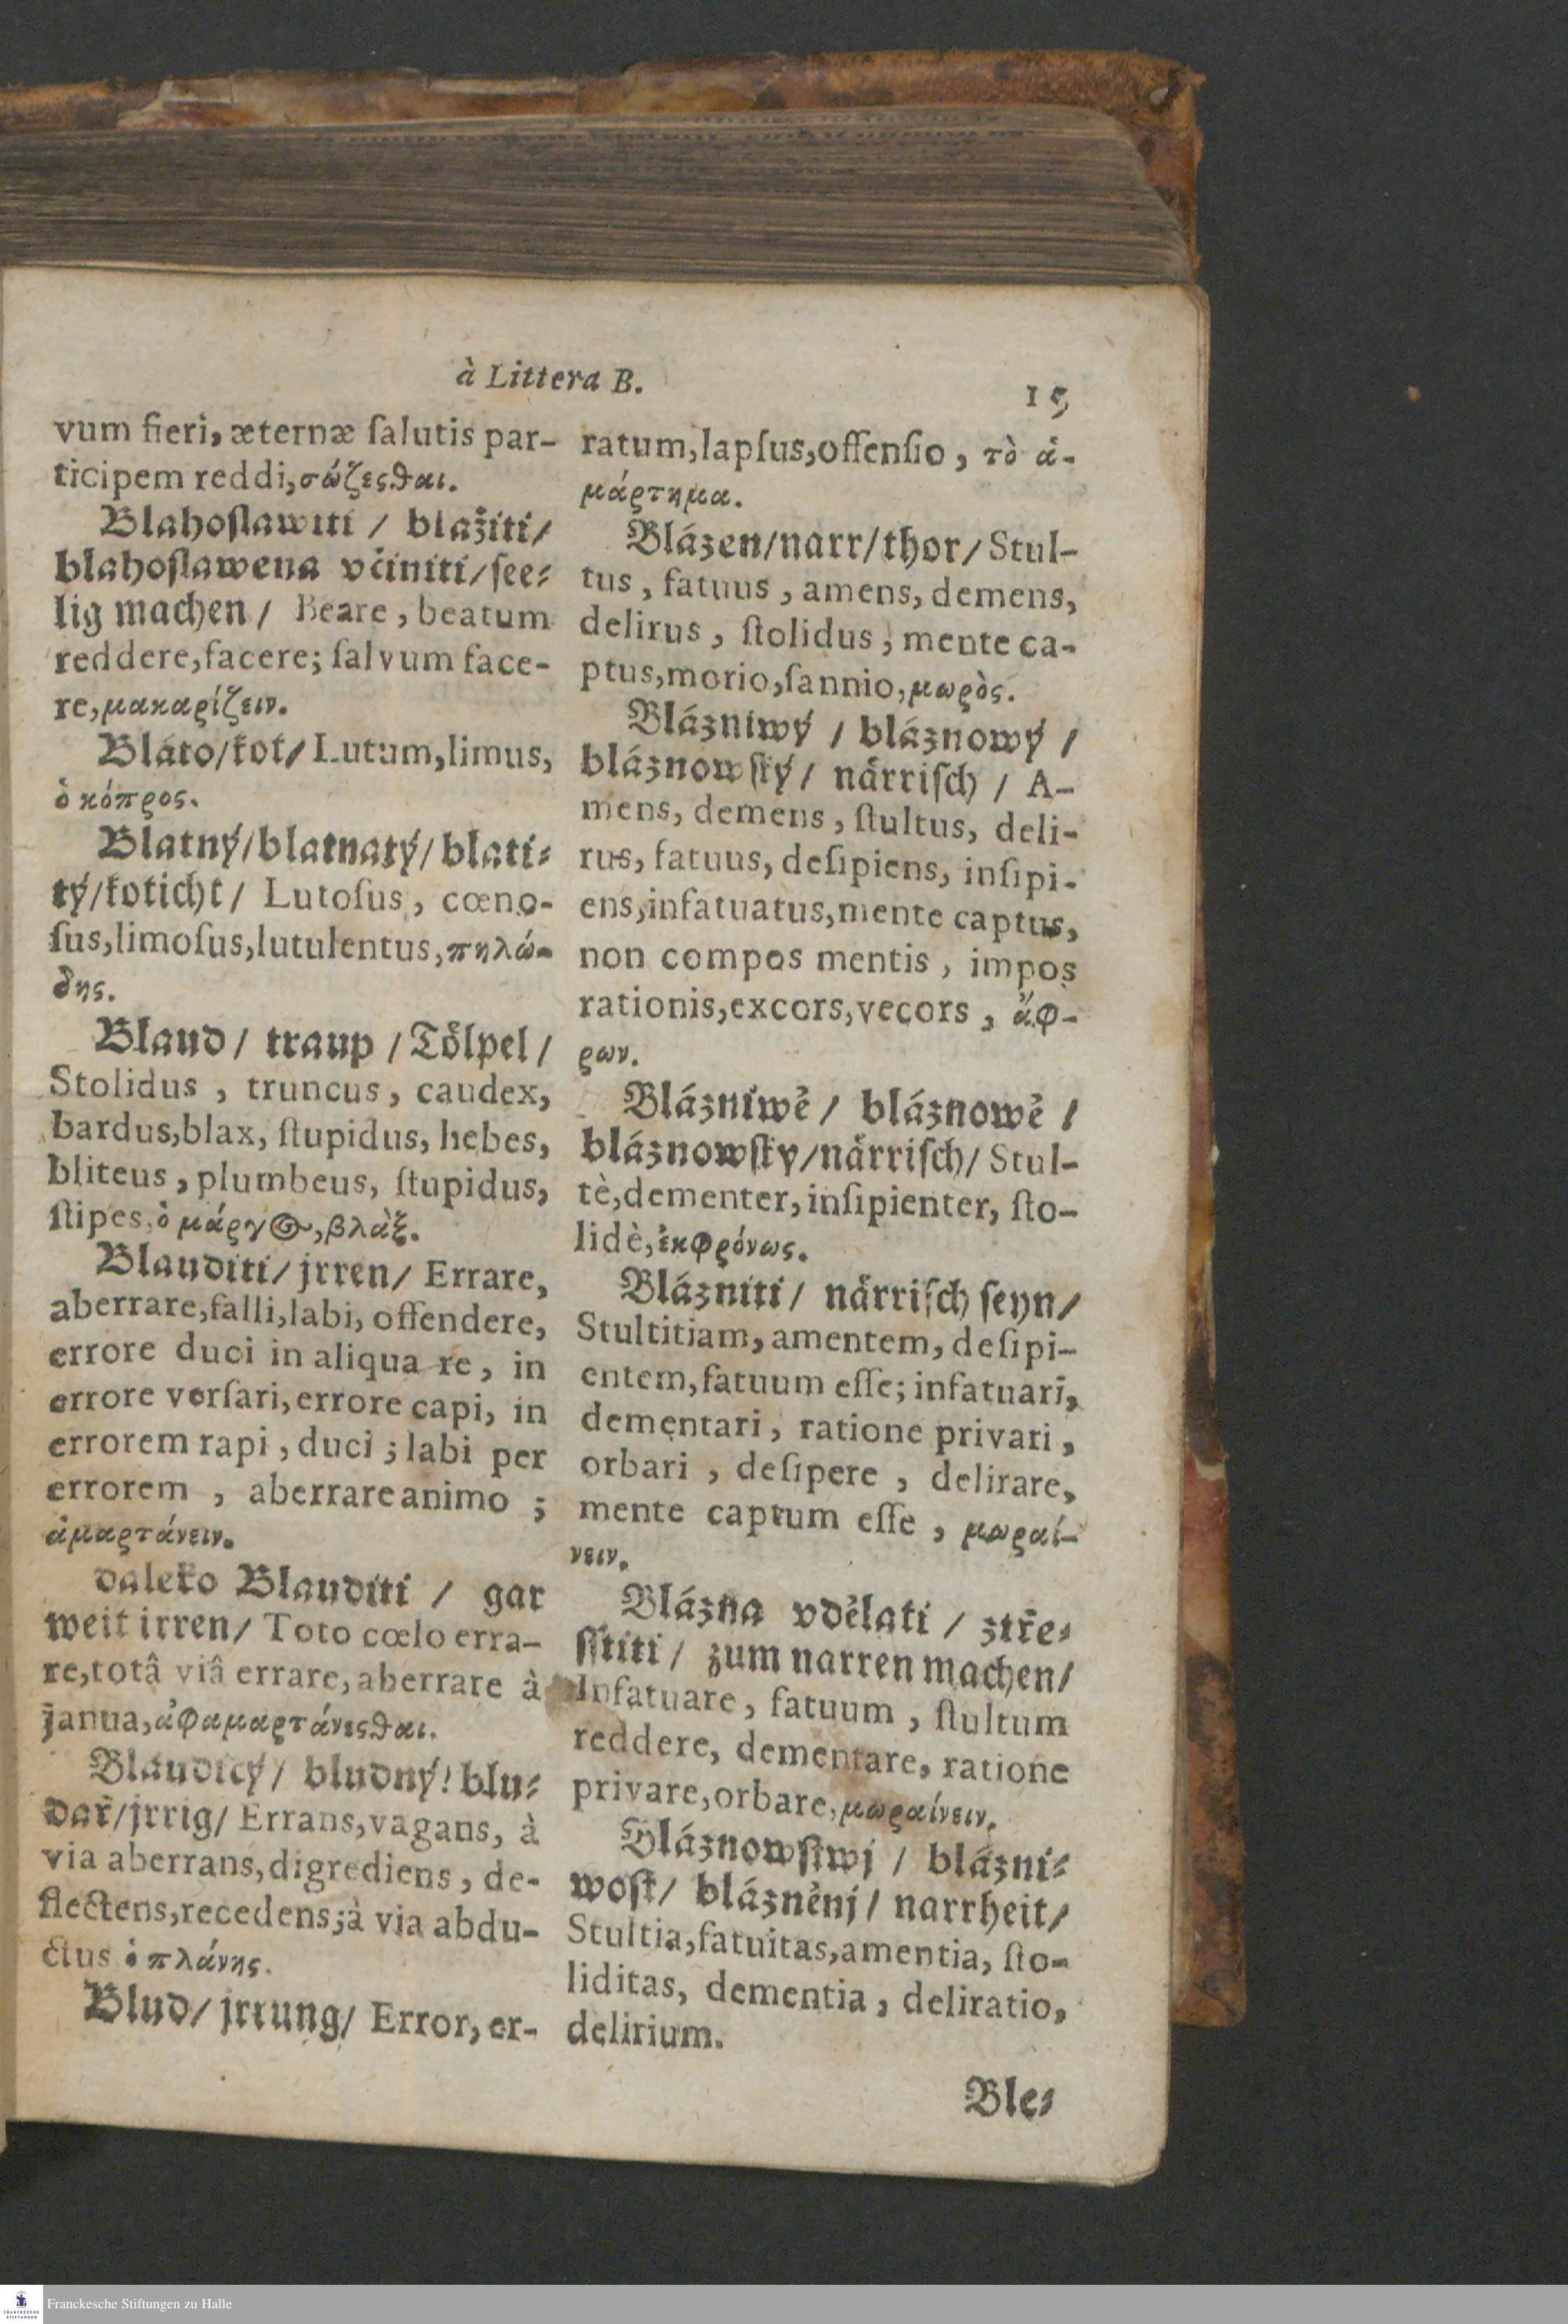 à Littera B.
15
vum fieri, æternæ ſalutis par-
ticipem reddi, σώζεςθαι.
Blahoſlawiti / blažiti/
blahoſlawena včiniti/ſee⸗
lig machen / Beare, beatum
reddere, facere; ſalvum face-
re, μακαρίζειν.
Bláto/kot/ Lutum, limus,
ὁ κόπρος.
Blatný/blatnatý/blati⸗
tý/koticht/ Lutoſus, cœno-
ſus, limoſus, lutulentus, πηλώ-
δης.
Blaud/ traup /Tölpel/
Stolidus, truncus, caudex,
bardus, blax, ſtupidus, hebes,
bliteus, plumbeus, ſtupidus,
ſtipes, ὁ μάργ⊙, βλὰξ.
Blauditi/ jrren/ Errare,
aberrare, falli, labi, offendere,
errore duci in aliqua re, in
errore verſari, errore capi, in
errorem rapi, duci; labi per
errorem, aberrare animo;
ἁμαρτάνειν.
daleko Blauditi / gar
weit irren/ Toto cœlo erra-
re, totâ viâ errare, aberrare à
janua, ἀφαμαρτάνεςθαι.
Blaudicý/ bludný/ blu⸗
dař/jrrig/ Errans, vagans, à
via aberrans, digrediens, de-
flectens, recedens; à via abdu-
ctus ὁ πλάνης.
Blud/ jrrung/ Error, er-
ratum, lapſus, offenſio, τὸ ἁ-
μάρτημα.
Blázen/narr/thor/ Stul-
tus, fatuus, amens, demens,
delirus, ſtolidus, mente ca-
ptus, morio, ſannio, μωρὸς.
Blázniwý / bláznowý /
bláznowſký/ närriſch / A-
mens, demens, ſtultus, deli-
rus, fatuus, deſipiens, inſipi-
ens, infatuatus, mente captus,
non compos mentis, impos
rationis, excors, vecors, ἄφ-
ρων.
Blázniwě/ bláznowě /
bláznowſky/närriſch/ Stul-
tè, dementer, inſipienter, ſto-
lidè, ἐκφρόνως.
Blázniti/ närriſch ſeyn/
Stultitiam, amentem, deſipi-
entem, fatuum eſſe; infatuari,
dementari, ratione privari,
orbari, deſipere, delirare,
mente captum eſſe, μωραί-
νειν.
Blázna vdělati / ztře⸗
ſſtiti/ zum narren machen/
Infatuare, fatuum, ſtultum
reddere, dementare, ratione
privare, orbare, μωραίνειν.
Bláznowſtwj / blázni⸗
woſt/ blázněnj/ narrheit/
Stultia, fatuitas, amentia, ſto-
liditas, dementia, deliratio,
delirium.
Ble⸗
Franckesche Stiftungen zu Halle